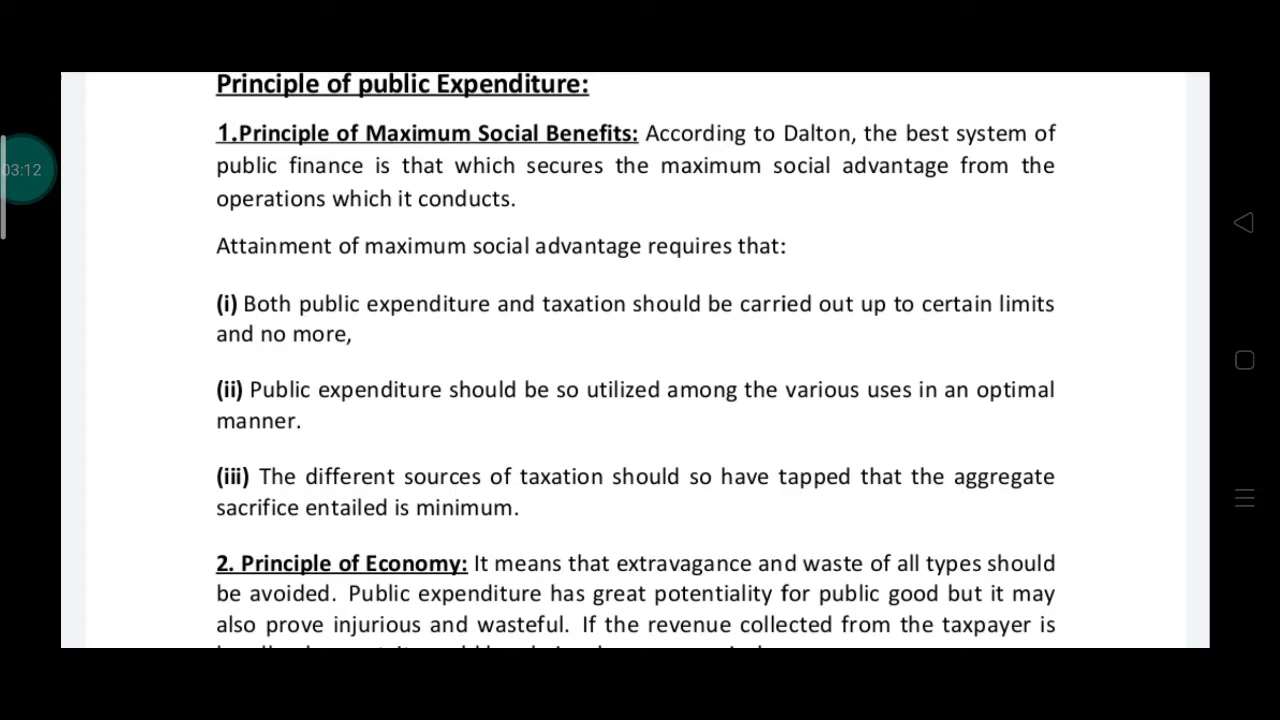 Principle of public Expenditure:
1.Principle of Maximum Social Benefits: According to Dalton, the best system of
public finance is that which secures the maximum social advantage from the
operations which it conducts.
Attainment of maximum social advantage requires that:
(i) Both public expenditure and taxation should be carried out up to certain limits
and no more,
(ii) Public expenditure should be so utilized among the various uses in an optimal
manner.
(iii) The different sources of taxation should so have tapped that the aggregate
sacrifice entailed is minimum.
2. Principle of Economy: It means that extravagance and waste of all types should
be avoided. Public expenditure has great potentiality for public good but it may
also prove injurious and wasteful. If the revenue collected from the taxpayer is
03:12